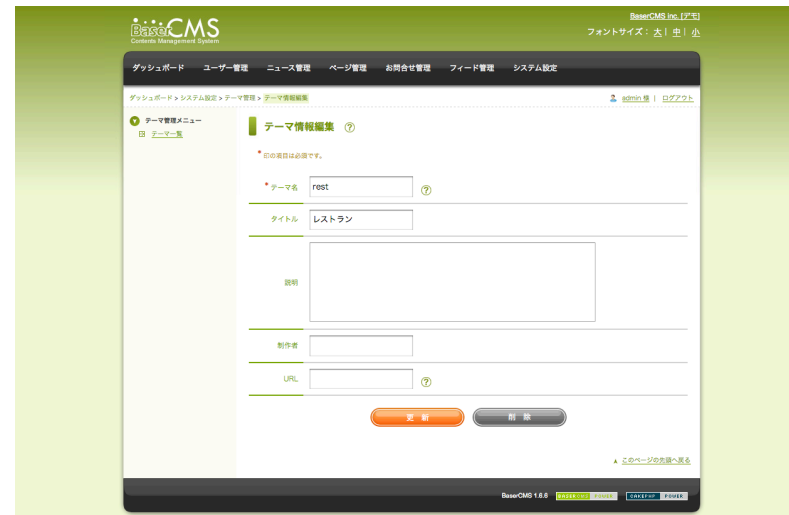 BaserCMS inc. [デモ]
BaserCMS
Contents Management System
フォントサイズ： 大｜ 中｜ 小
ダッシュボード ユーザー管理 ニュース管理 ページ管理 お問合せ管理 フィード管理 システム設定
ダッシュボード > システム設定 > テーマ管理 > テーマ情報編集
admin 様 | ログアウト
テーマ管理メニュー
テーマ一覧
テーマ情報編集 ?
* 印の項目は必須です。
* テーマ名 rest ?
タイトル レストラン
説明
制作者
URL ?
更 新 削 除
▲ このページの先頭へ戻る
BaserCMS 1.6.6 BASERCMS POWER CAKEPHP POWER